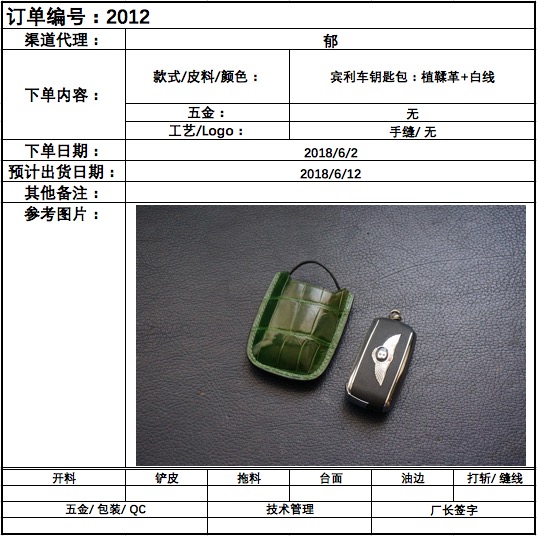 订单编号：2012
渠道代理： 郁
下单内容： 款式/皮料/颜色： 宾利车钥匙包：植鞣革+白线
五金： 无
工艺/Logo： 手缝/ 无
下单日期： 2018/6/2
预计出货日期： 2018/6/12
其他备注：
参考图片：
开料 铲皮 拖料 台面 油边 打斩/ 缝线
五金/ 包装/ QC 技术管理 厂长签字